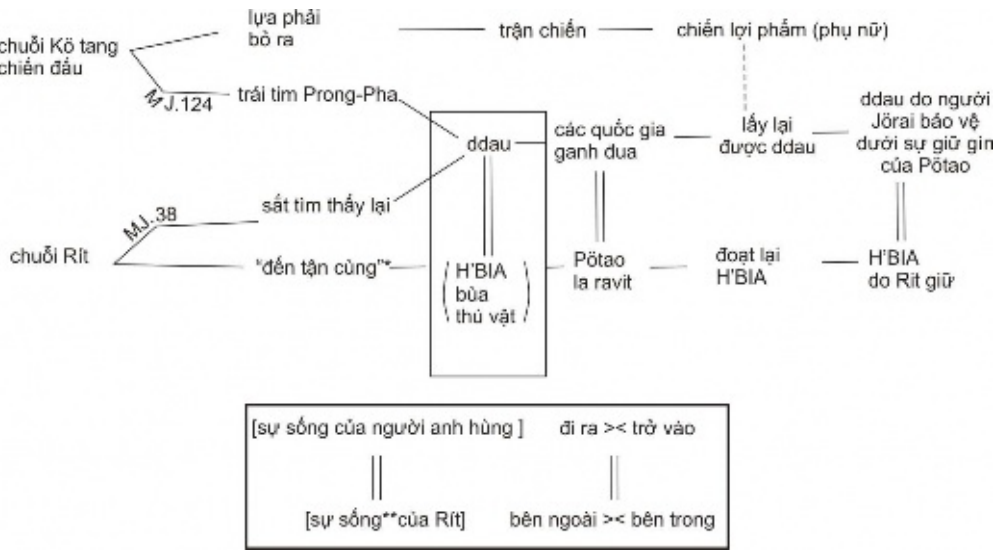 chuỗi Kö tang
chiến đấu
lựa phải
bỏ ra
trận chiến
chiến lợi phẩm (phụ nữ)
MJ.124
trái tim Prong-Pha
ddau
các quốc gia
ganh đua
lấy lại
được ddau
ddau do người
Jörai bảo vệ
dưới sự giữ gìn
của Pötao
MJ.38
sắt tìm thấy lại
chuỗi Rít
"đến tận cùng"*
(H'BIA
bùa
thú vật)
Pötao
la ravit
đoạt lại
H'BIA
H'BIA
do Rit giữ
[sự sống của người anh hùng ]
đi ra >< trở vào
[sự sống**của Rít]
bên ngoài >< bên trong